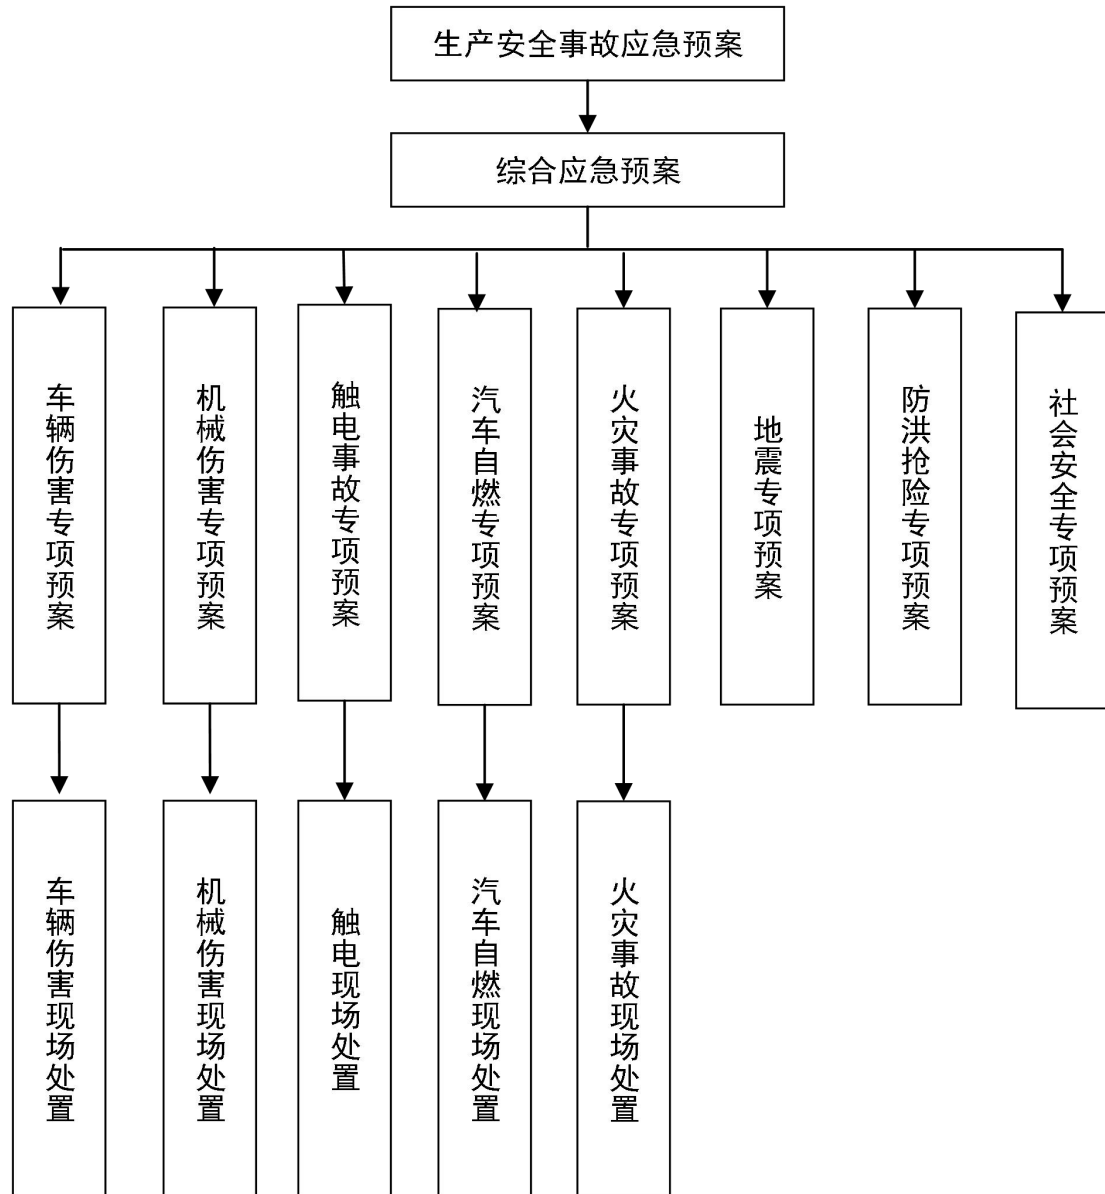 生产安全事故应急预案
综合应急预案
车辆伤害专项预案
机械伤害专项预案
触电事故专项预案
汽车自燃专项预案
火灾事故专项预案
地震专项预案
防洪抢险专项预案
社会安全专项预案
车辆伤害现场处置
机械伤害现场处置
触电现场处置
汽车自燃现场处置
火灾事故现场处置